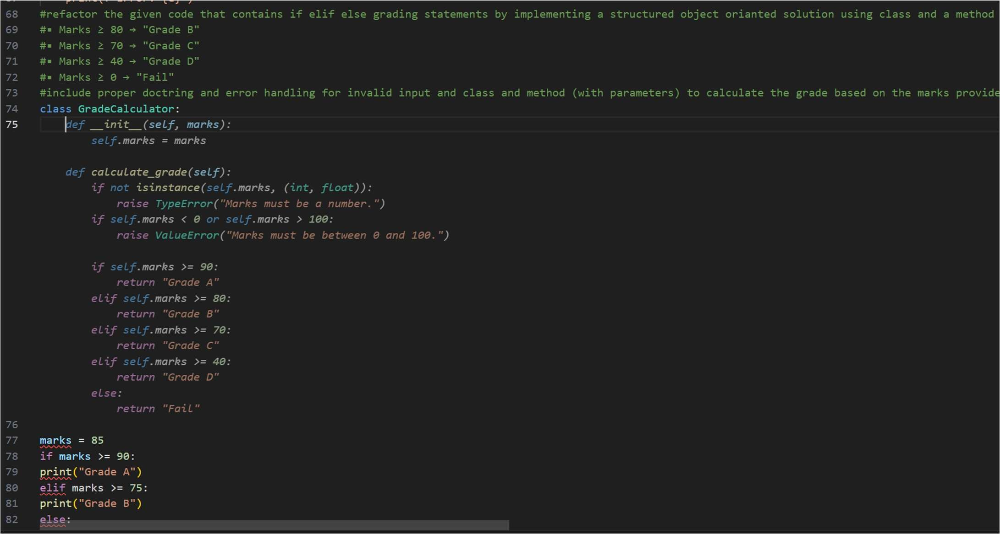 68 #refactor the given code that contains if elif else grading statements by implementing a structured object orianted solution using class and a method
69 #▪ Marks ≥ 80 → "Grade B"
70 #▪ Marks ≥ 70 → "Grade C"
71 #▪ Marks ≥ 40 → "Grade D"
72 #▪ Marks ≥ 0 → "Fail"
73 #include proper doctring and error handling for invalid input and class and method (with parameters) to calculate the grade based on the marks provide
74 class GradeCalculator:
75 def __init__(self, marks):
self.marks = marks
def calculate_grade(self):
if not isinstance(self.marks, (int, float)):
raise TypeError("Marks must be a number.")
if self.marks < 0 or self.marks > 100:
raise ValueError("Marks must be between 0 and 100.")
if self.marks >= 90:
return "Grade A"
elif self.marks >= 80:
return "Grade B"
elif self.marks >= 70:
return "Grade C"
elif self.marks >= 40:
return "Grade D"
else:
return "Fail"
76
77 marks = 85
78 if marks >= 90:
79 print("Grade A")
80 elif marks >= 75:
81 print("Grade B")
82 else: